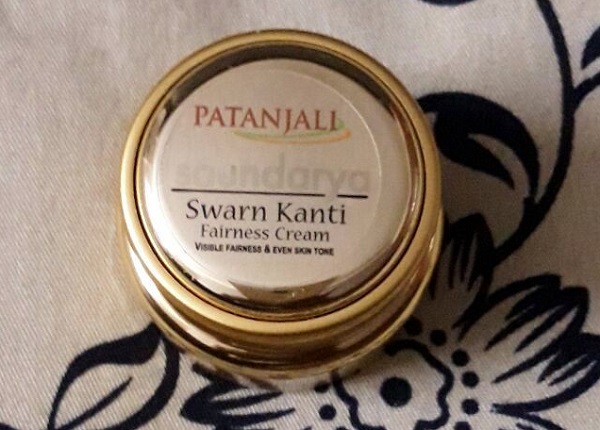 PATANJALI
saundarya
Swarn Kanti
Fairness Cream
VISIBLE FAIRNESS & EVEN SKIN TONE